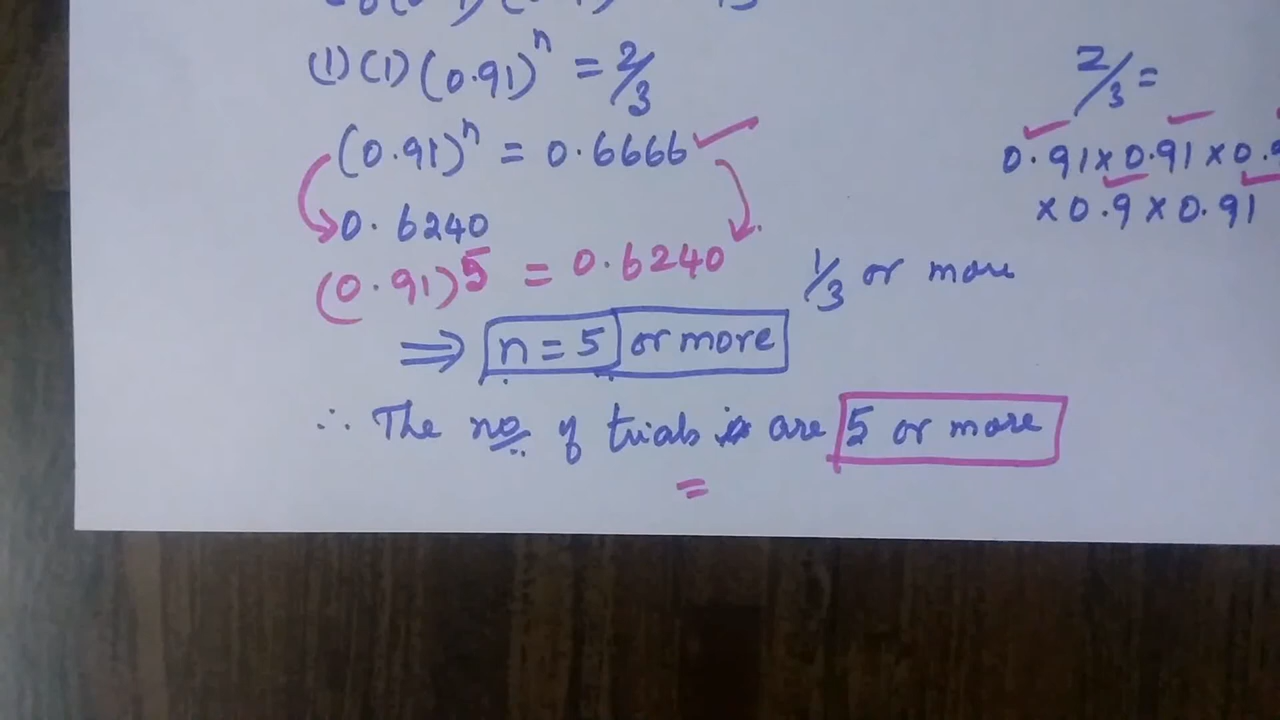 (1) (1) (0.91)^n = 2/3
(0.91)^n = 0.6666
0.6240
(0.91)^5 = 0.6240
1/3 or more
⇒ n = 5 or more
∴ The no of trials are 5 or more
=
2/3 =
0.91 x 0.91 x 0.9
x 0.9 x 0.91